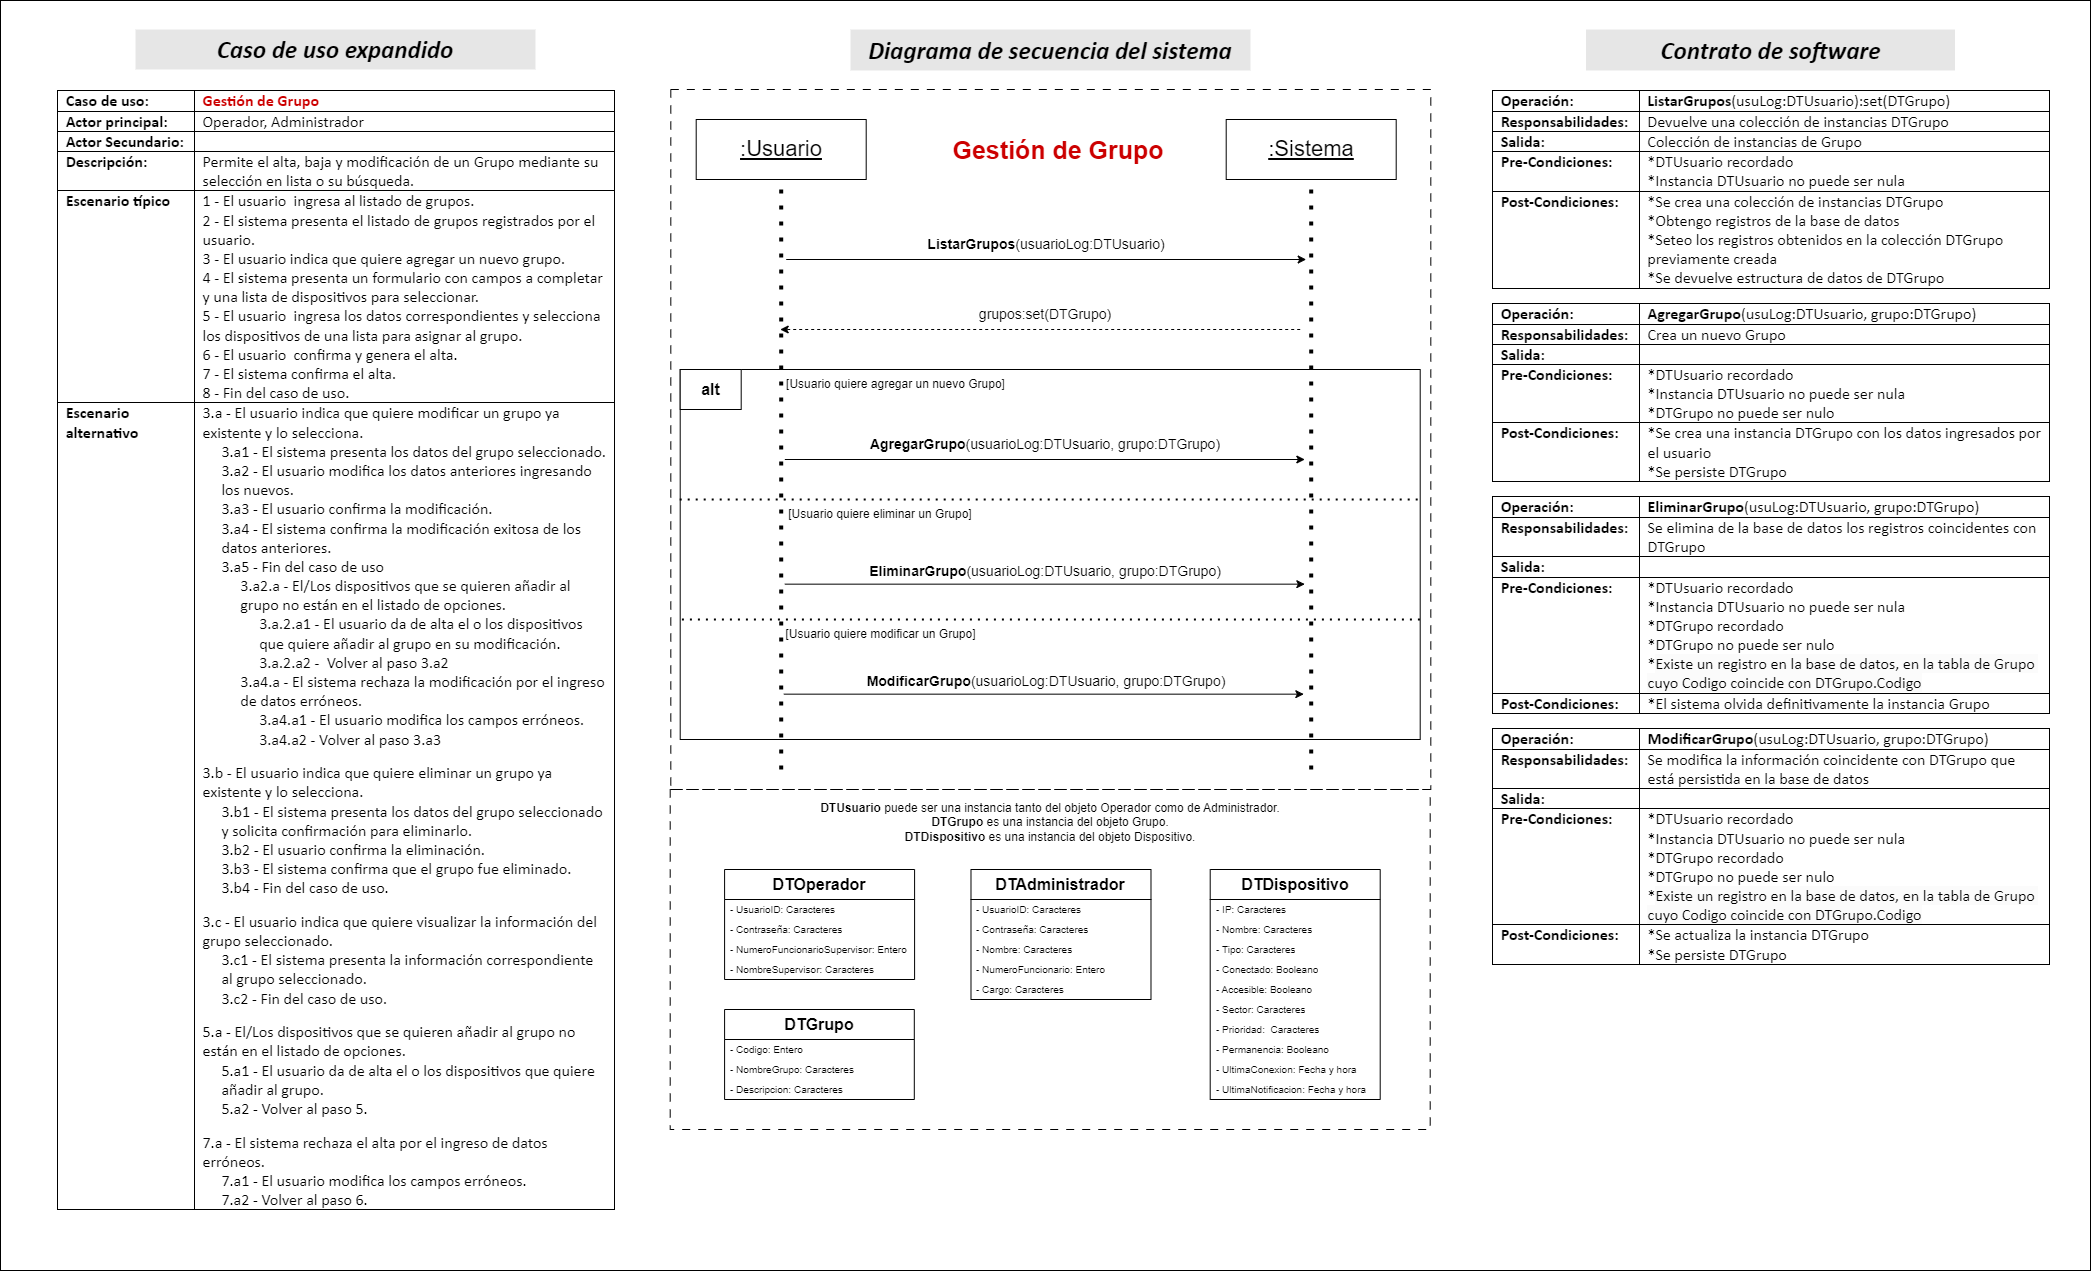 Caso de uso expandido
Caso de uso:
Gestión de Grupo
Actor principal:
Operador, Administrador
Actor Secundario:
Descripción:
Permite el alta, baja y modificación de un Grupo mediante su
selección en lista o su búsqueda.
Escenario típico
1 - El usuario  ingresa al listado de grupos.
2 - El sistema presenta el listado de grupos registrados por el
usuario.
3 - El usuario indica que quiere agregar un nuevo grupo.
4 - El sistema presenta un formulario con campos a completar
y una lista de dispositivos para seleccionar.
5 - El usuario  ingresa los datos correspondientes y selecciona
los dispositivos de una lista para asignar al grupo.
6 - El usuario  confirma y genera el alta.
7 - El sistema confirma el alta.
8 - Fin del caso de uso.
Escenario
alternativo
3.a - El usuario indica que quiere modificar un grupo ya
existente y lo selecciona.
3.a1 - El sistema presenta los datos del grupo seleccionado.
3.a2 - El usuario modifica los datos anteriores ingresando
los nuevos.
3.a3 - El usuario confirma la modificación.
3.a4 - El sistema confirma la modificación exitosa de los
datos anteriores.
3.a5 - Fin del caso de uso
3.a2.a - El/Los dispositivos que se quieren añadir al
grupo no están en el listado de opciones.
3.a.2.a1 - El usuario da de alta el o los dispositivos
que quiere añadir al grupo en su modificación.
3.a.2.a2 -  Volver al paso 3.a2
3.a4.a - El sistema rechaza la modificación por el ingreso
de datos erróneos.
3.a4.a1 - El usuario modifica los campos erróneos.
3.a4.a2 - Volver al paso 3.a3
3.b - El usuario indica que quiere eliminar un grupo ya
existente y lo selecciona.
3.b1 - El sistema presenta los datos del grupo seleccionado
y solicita confirmación para eliminarlo.
3.b2 - El usuario confirma la eliminación.
3.b3 - El sistema confirma que el grupo fue eliminado.
3.b4 - Fin del caso de uso.
3.c - El usuario indica que quiere visualizar la información del
grupo seleccionado.
3.c1 - El sistema presenta la información correspondiente
al grupo seleccionado.
3.c2 - Fin del caso de uso.
5.a - El/Los dispositivos que se quieren añadir al grupo no
están en el listado de opciones.
5.a1 - El usuario da de alta el o los dispositivos que quiere
añadir al grupo.
5.a2 - Volver al paso 5.
7.a - El sistema rechaza el alta por el ingreso de datos
erróneos.
7.a1 - El usuario modifica los campos erróneos.
7.a2 - Volver al paso 6.
Diagrama de secuencia del sistema
:Usuario
Gestión de Grupo
:Sistema
ListarGrupos(usuarioLog:DTUsuario)
grupos:set(DTGrupo)
alt
[Usuario quiere agregar un nuevo Grupo]
AgregarGrupo(usuarioLog:DTUsuario, grupo:DTGrupo)
[Usuario quiere eliminar un Grupo]
EliminarGrupo(usuarioLog:DTUsuario, grupo:DTGrupo)
[Usuario quiere modificar un Grupo]
ModificarGrupo(usuarioLog:DTUsuario, grupo:DTGrupo)
DTUsuario puede ser una instancia tanto del objeto Operador como de Administrador.
DTGrupo es una instancia del objeto Grupo.
DTDispositivo es una instancia del objeto Dispositivo.
DTOperador
- UsuarioID: Caracteres
- Contraseña: Caracteres
- NumeroFuncionarioSupervisor: Entero
- NombreSupervisor: Caracteres
DTAdministrador
- UsuarioID: Caracteres
- Contraseña: Caracteres
- Nombre: Caracteres
- NumeroFuncionario: Entero
- Cargo: Caracteres
DTDispositivo
- IP: Caracteres
- Nombre: Caracteres
- Tipo: Caracteres
- Conectado: Booleano
- Accesible: Booleano
- Sector: Caracteres
- Prioridad:  Caracteres
- Permanencia: Booleano
- UltimaConexion: Fecha y hora
- UltimaNotificacion: Fecha y hora
DTGrupo
- Codigo: Entero
- NombreGrupo: Caracteres
- Descripcion: Caracteres
Contrato de software
Operación:
ListarGrupos(usuLog:DTUsuario):set(DTGrupo)
Responsabilidades:
Devuelve una colección de instancias DTGrupo
Salida:
Colección de instancias de Grupo
Pre-Condiciones:
*DTUsuario recordado
*Instancia DTUsuario no puede ser nula
Post-Condiciones:
*Se crea una colección de instancias DTGrupo
*Obtengo registros de la base de datos
*Seteo los registros obtenidos en la colección DTGrupo
previamente creada
*Se devuelve estructura de datos de DTGrupo
Operación:
AgregarGrupo(usuLog:DTUsuario, grupo:DTGrupo)
Responsabilidades:
Crea un nuevo Grupo
Salida:
Pre-Condiciones:
*DTUsuario recordado
*Instancia DTUsuario no puede ser nula
*DTGrupo no puede ser nulo
Post-Condiciones:
*Se crea una instancia DTGrupo con los datos ingresados por
el usuario
*Se persiste DTGrupo
Operación:
EliminarGrupo(usuLog:DTUsuario, grupo:DTGrupo)
Responsabilidades:
Se elimina de la base de datos los registros coincidentes con
DTGrupo
Salida:
Pre-Condiciones:
*DTUsuario recordado
*Instancia DTUsuario no puede ser nula
*DTGrupo recordado
*DTGrupo no puede ser nulo
*Existe un registro en la base de datos, en la tabla de Grupo
cuyo Codigo coincide con DTGrupo.Codigo
Post-Condiciones:
*El sistema olvida definitivamente la instancia Grupo
Operación:
ModificarGrupo(usuLog:DTUsuario, grupo:DTGrupo)
Responsabilidades:
Se modifica la información coincidente con DTGrupo que
está persistida en la base de datos
Salida:
Pre-Condiciones:
*DTUsuario recordado
*Instancia DTUsuario no puede ser nula
*DTGrupo recordado
*DTGrupo no puede ser nulo
*Existe un registro en la base de datos, en la tabla de Grupo
cuyo Codigo coincide con DTGrupo.Codigo
Post-Condiciones:
*Se actualiza la instancia DTGrupo
*Se persiste DTGrupo